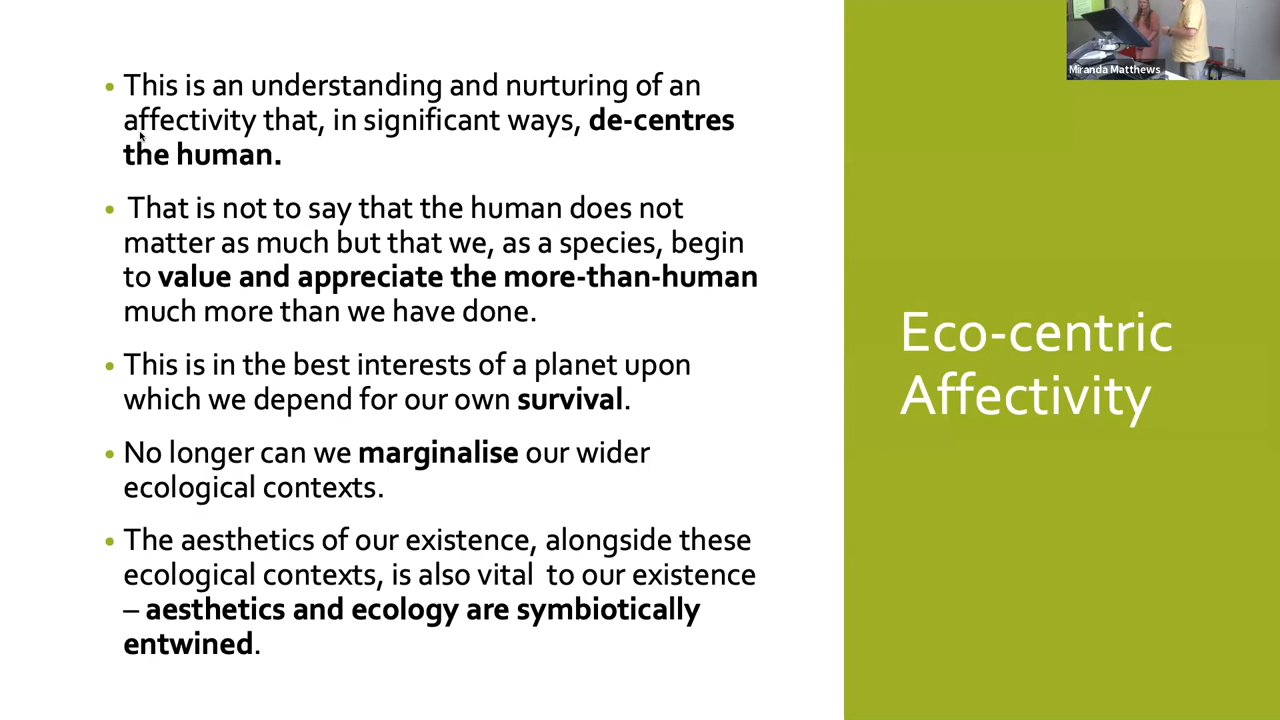 • This is an understanding and nurturing of an
affectivity that, in significant ways, de-centres
the human.
• That is not to say that the human does not
matter as much but that we, as a species, begin
to value and appreciate the more-than-human
much more than we have done.
• This is in the best interests of a planet upon
which we depend for our own survival.
• No longer can we marginalise our wider
ecological contexts.
• The aesthetics of our existence, alongside these
ecological contexts, is also vital  to our existence
– aesthetics and ecology are symbiotically
entwined.
Eco-centric
Affectivity
Miranda Matthews